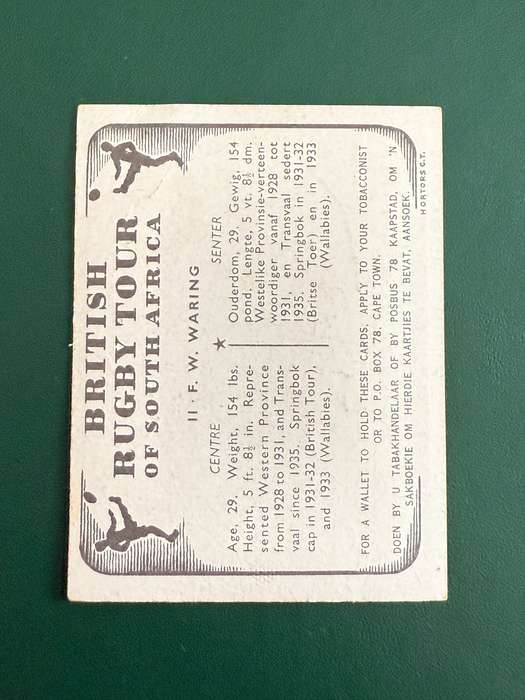 BRITISH
RUGBY TOUR
OF SOUTH AFRICA
11 · F. W. WARING
CENTRE
Age, 29. Weight, 154 lbs.
Height, 5 ft. 8½ in. Repre-
sented Western Province
from 1928 to 1931, and Trans-
vaal since 1935. Springbok
cap in 1931-32 (British Tour),
and 1933 (Wallabies).
SENTER
Ouderdom, 29. Gewig, 154
pond. Lengte, 5 vt. 8½ dm.
Westelike Provinsie-verteen-
woordiger vanaf 1928 tot
1931, en Transvaal sedert
1935. Springbok in 1931-32
(Britse Toer) en in 1933
(Wallabies).
FOR A WALLET TO HOLD THESE CARDS, APPLY TO YOUR TOBACCONIST
OR TO P.O. BOX 78, CAPE TOWN.
DOEN BY U TABAKHANDELAAR OF BY POSBUS 78 KAAPSTAD, OM 'N
SAKBOEKIE OM HIERDIE KAARTJIES TE BEVAT, AANSOEK.
HORTORS C.T.